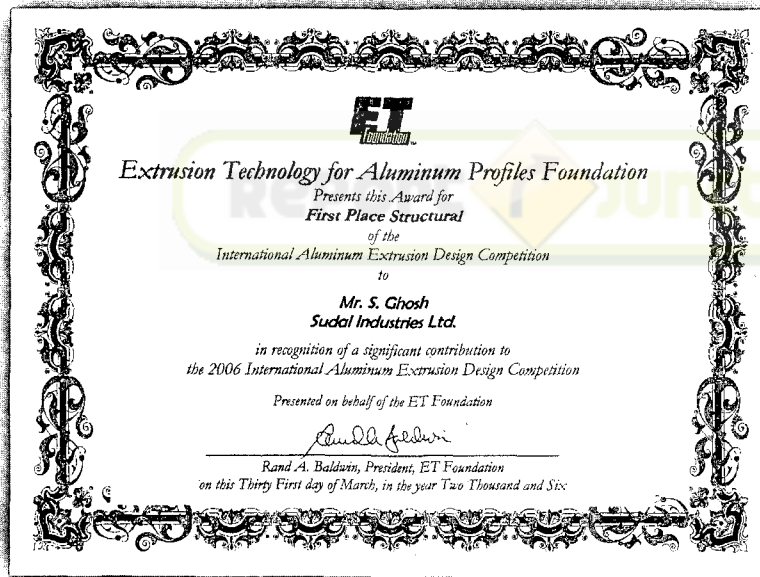 ET
Foundation
Extrusion Technology for Aluminum Profiles Foundation
Presents this Award for
First Place Structural
of the
International Aluminum Extrusion Design Competition
to
Mr. S. Ghosh
Sudal Industries Ltd.
in recognition of a significant contribution to
the 2006 International Aluminum Extrusion Design Competition
Presented on behalf of the ET Foundation
Rand A. Baldwin, President, ET Foundation
on this Thirty First day of March, in the year Two Thousand and Six